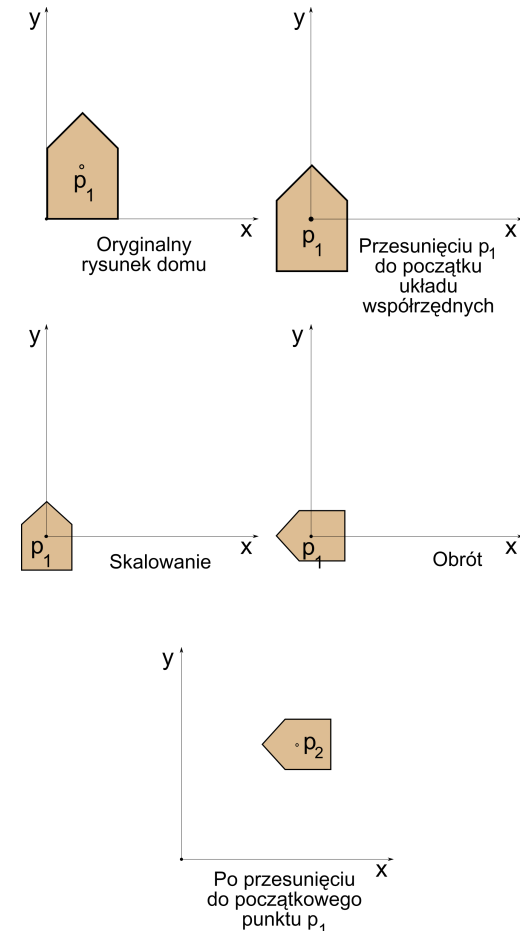 y
p1
x
Oryginalny
rysunek domu
y
p1
x
Przesunięciu p1
do początku
układu
współrzędnych
y
p1
x
Skalowanie
y
p1
x
Obrót
y
p2
x
Po przesunięciu
do początkowego
punktu p1